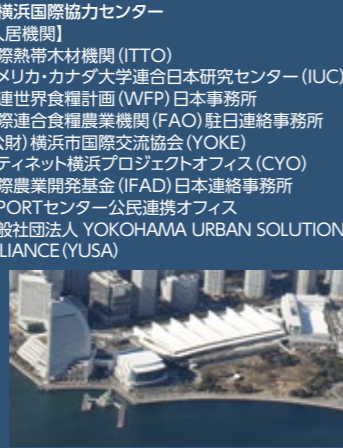 横浜国際協力センター
入居機関】
際熱帯木材機関(ITTO)
メリカ・カナダ大学連合日本研究センター(IUC)
連世界食糧計画(WFP)日本事務所
際連合食糧農業機関(FAO)駐日連絡事務所
公財)横浜市国際交流協会(YOKE)
ティネット横浜プロジェクトオフィス(CYO)
際農業開発基金(IFAD)日本連絡事務所
PORTセンター公民連携オフィス
般社団法人 YOKOHAMA URBAN SOLUTION
LIANCE(YUSA)